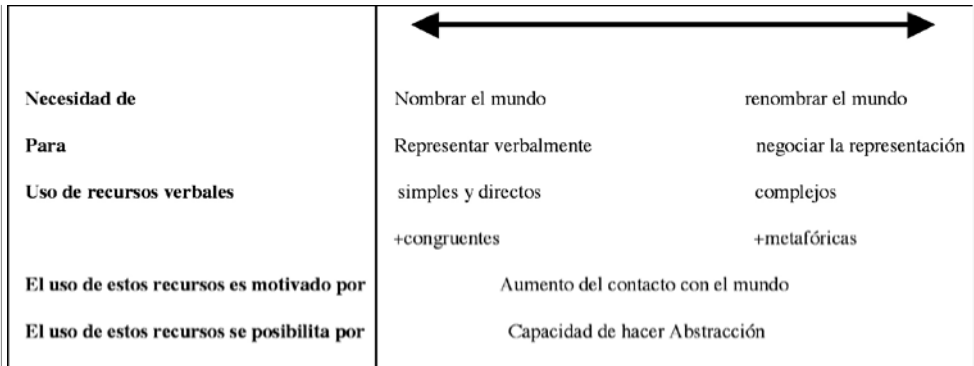 Necesidad de Nombrar el mundo renombrar el mundo
Para Representar verbalmente negociar la representación
Uso de recursos verbales simples y directos complejos
+congruentes +metafóricas
El uso de estos recursos es motivado por Aumento del contacto con el mundo
El uso de estos recursos se posibilita por Capacidad de hacer Abstracción